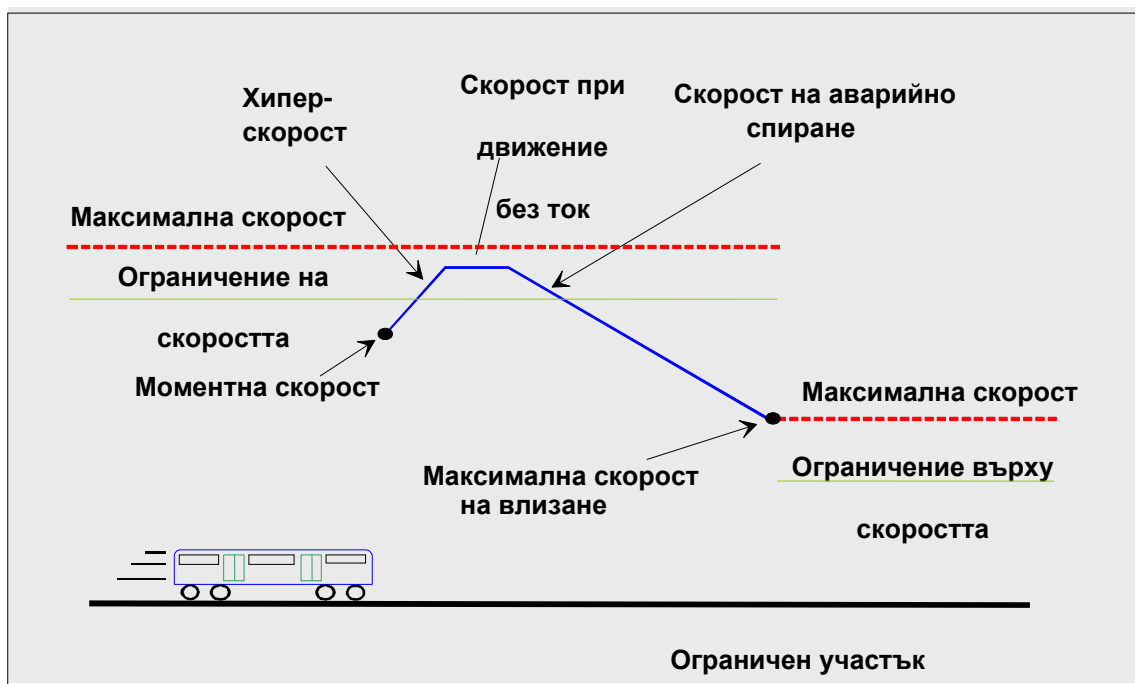 Хипер-
скорост
Скорост при
движение
без ток
Скорост на аварийно
спиране
Максимална скорост
Ограничение на
скоростта
Моментна скорост
Максимална скорост
Ограничение върху
скоростта
Максимална скорост
на влизане
Ограничен участък